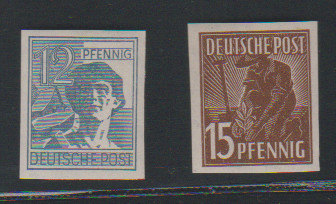 12 PFENNIG
DEUTSCHE POST
DEUTSCHE POST
15 PFENNIG